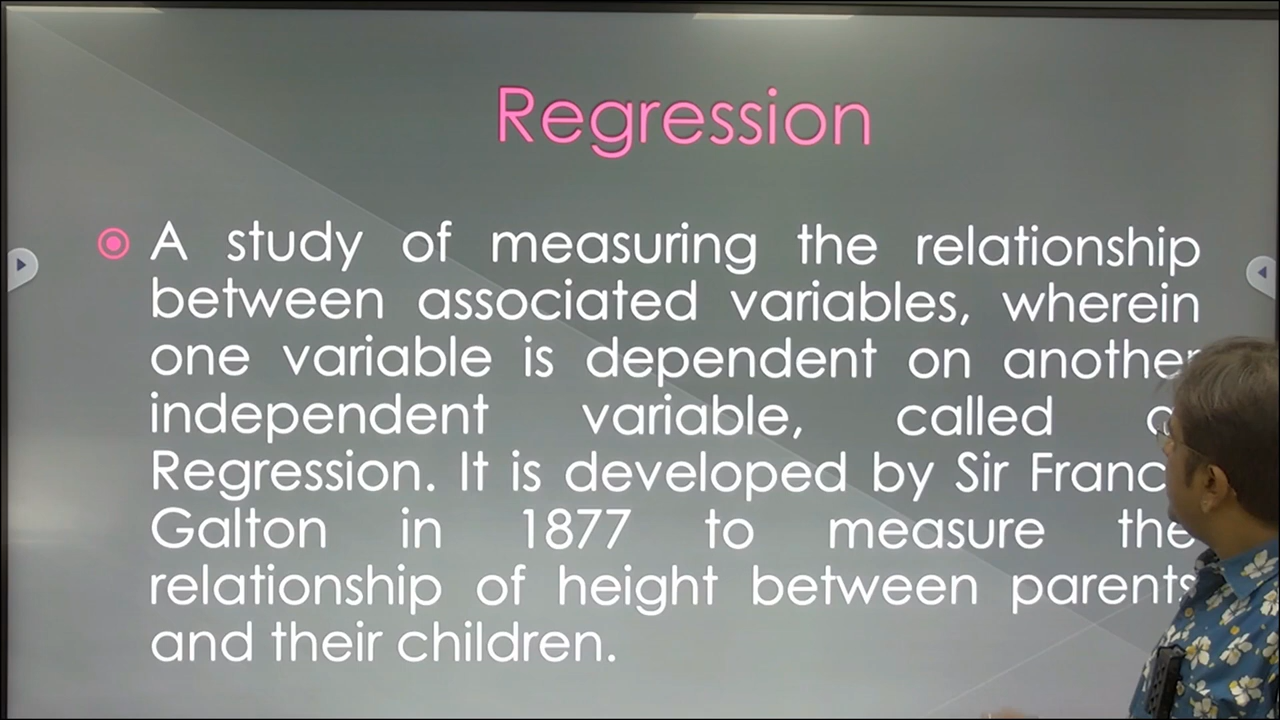 Regression
A study of measuring the relationship
between associated variables, wherein
one variable is dependent on another
independent variable, called
Regression. It is developed by Sir
Galton in 1877 to measure the
relationship of height between parents
and their children.